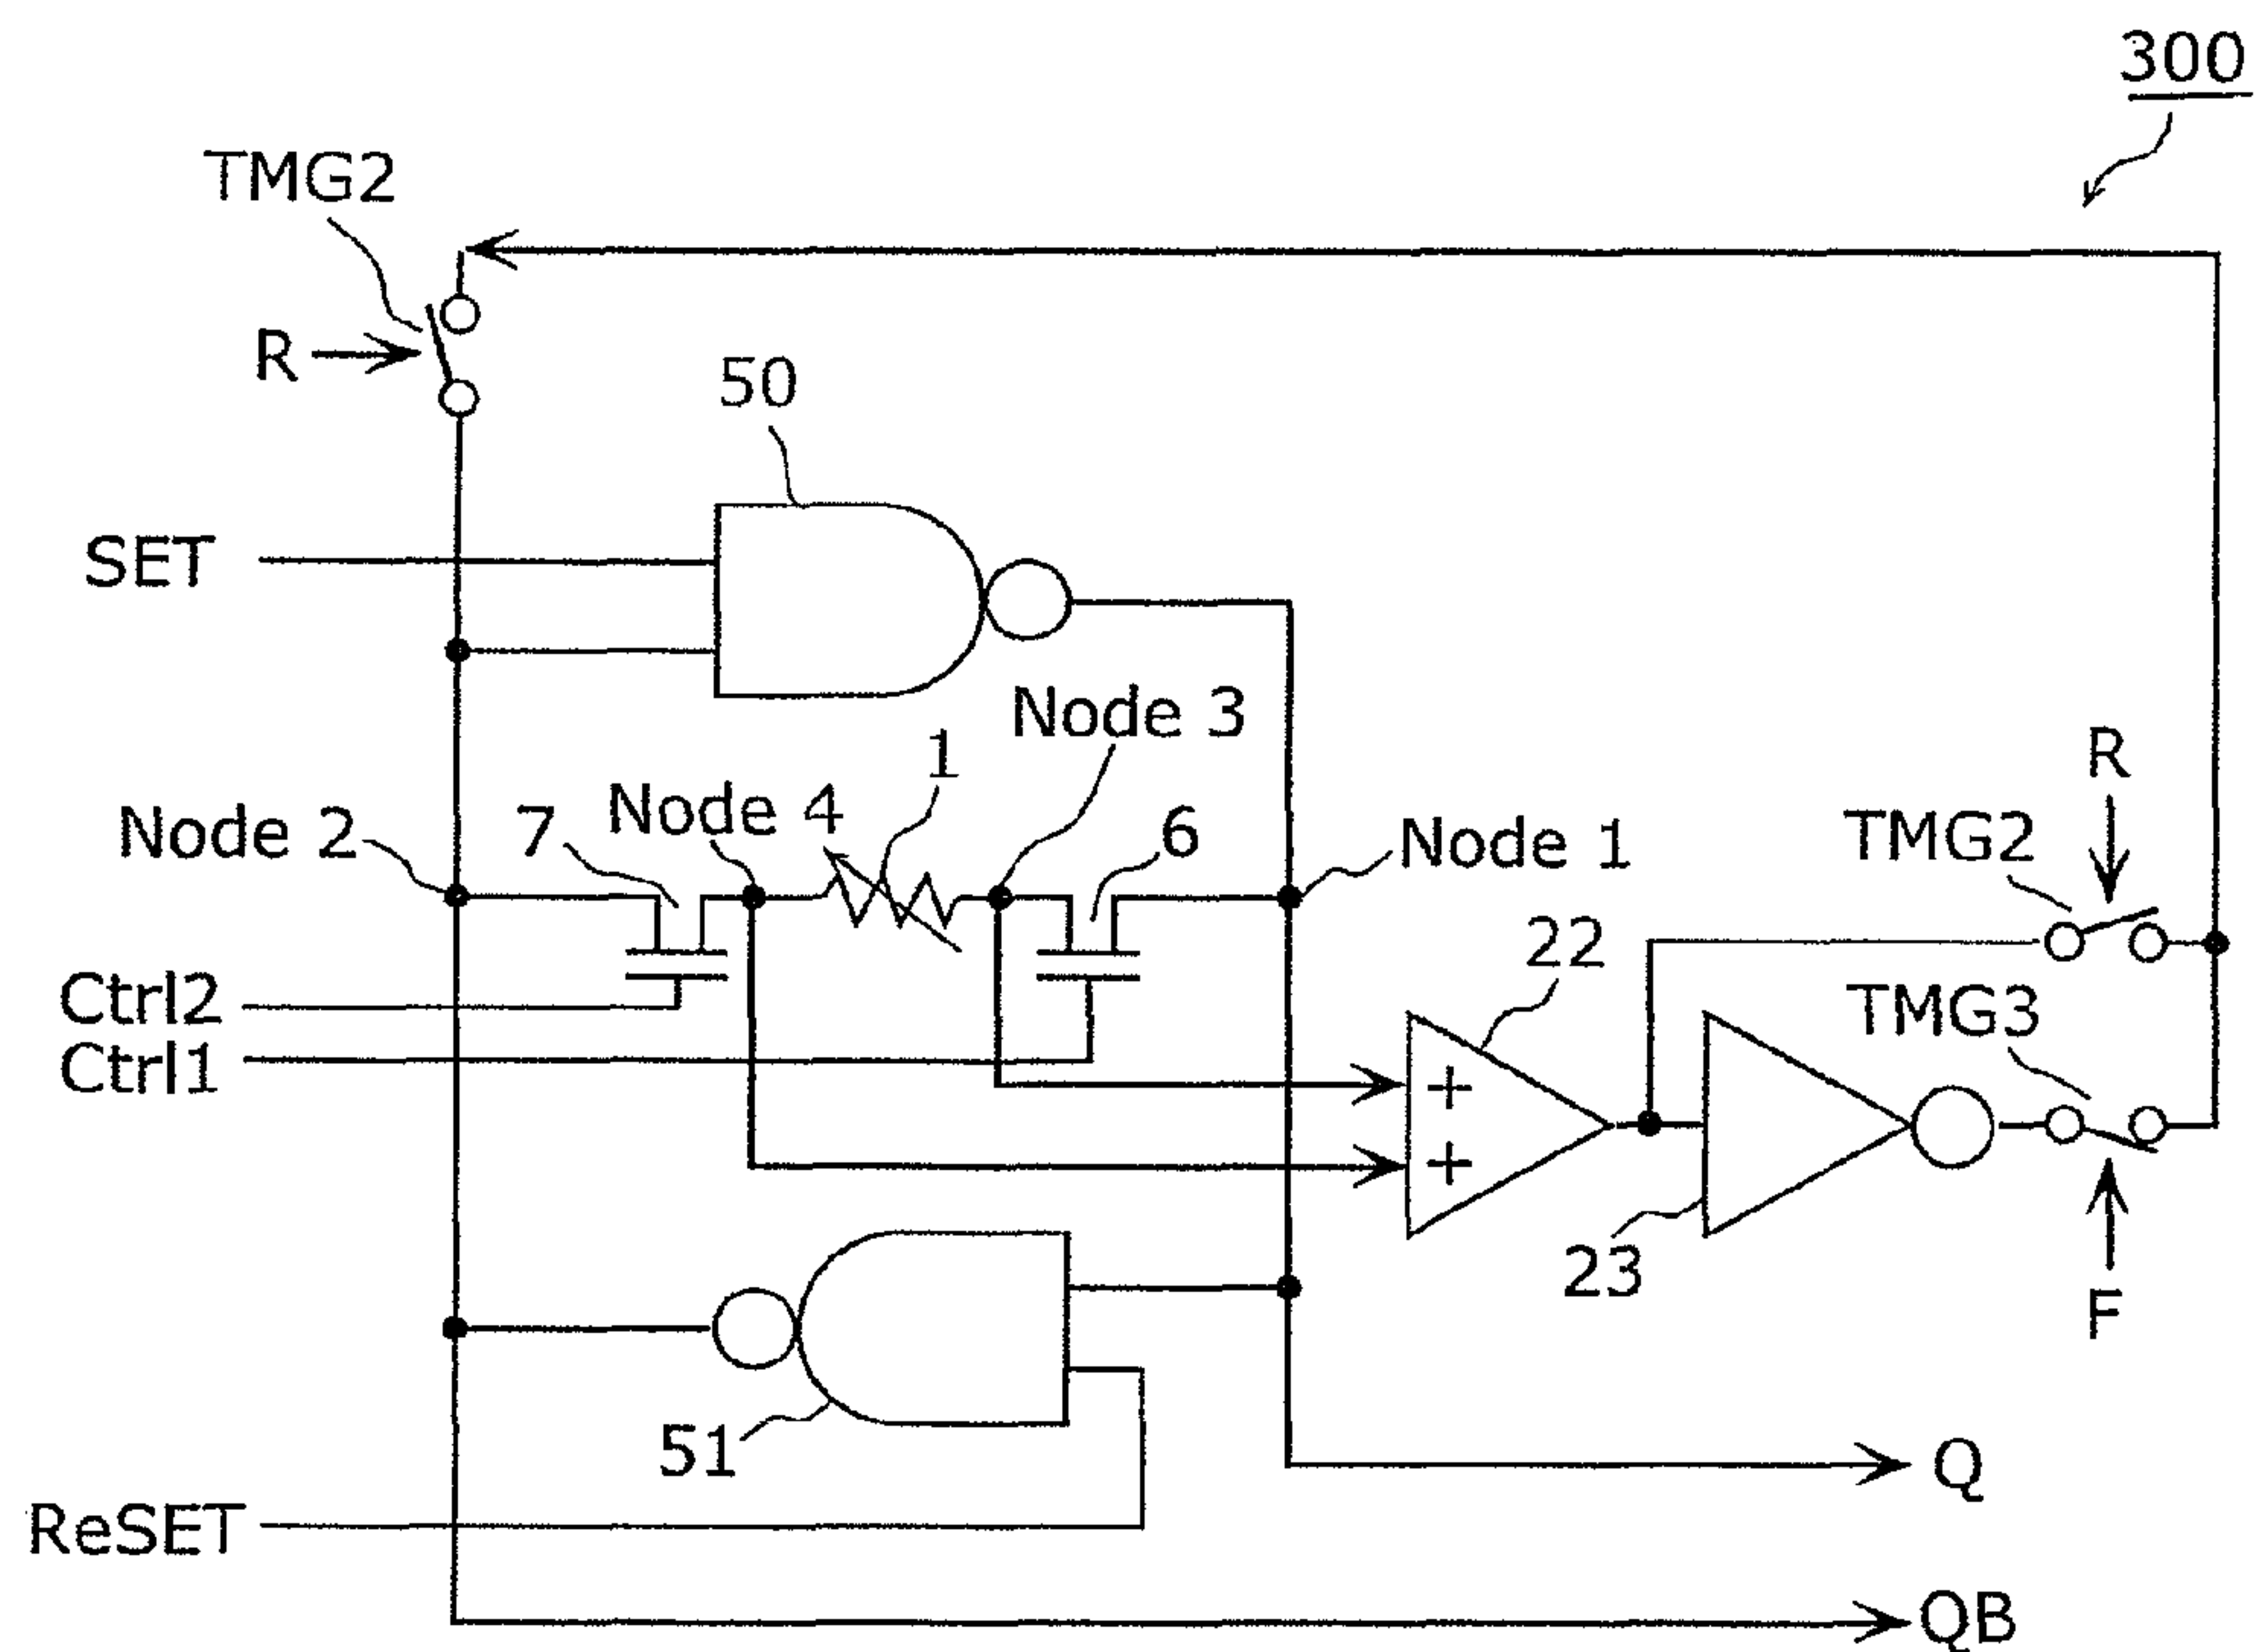 300
TMG2
R
50
SET
Node 3
1
Node 4
6
Node 2
7
Node 1
R
TMG2
22
Ctrl2
TMG3
Ctrl1
+
+
23
F
51
Q
ReSET
QB